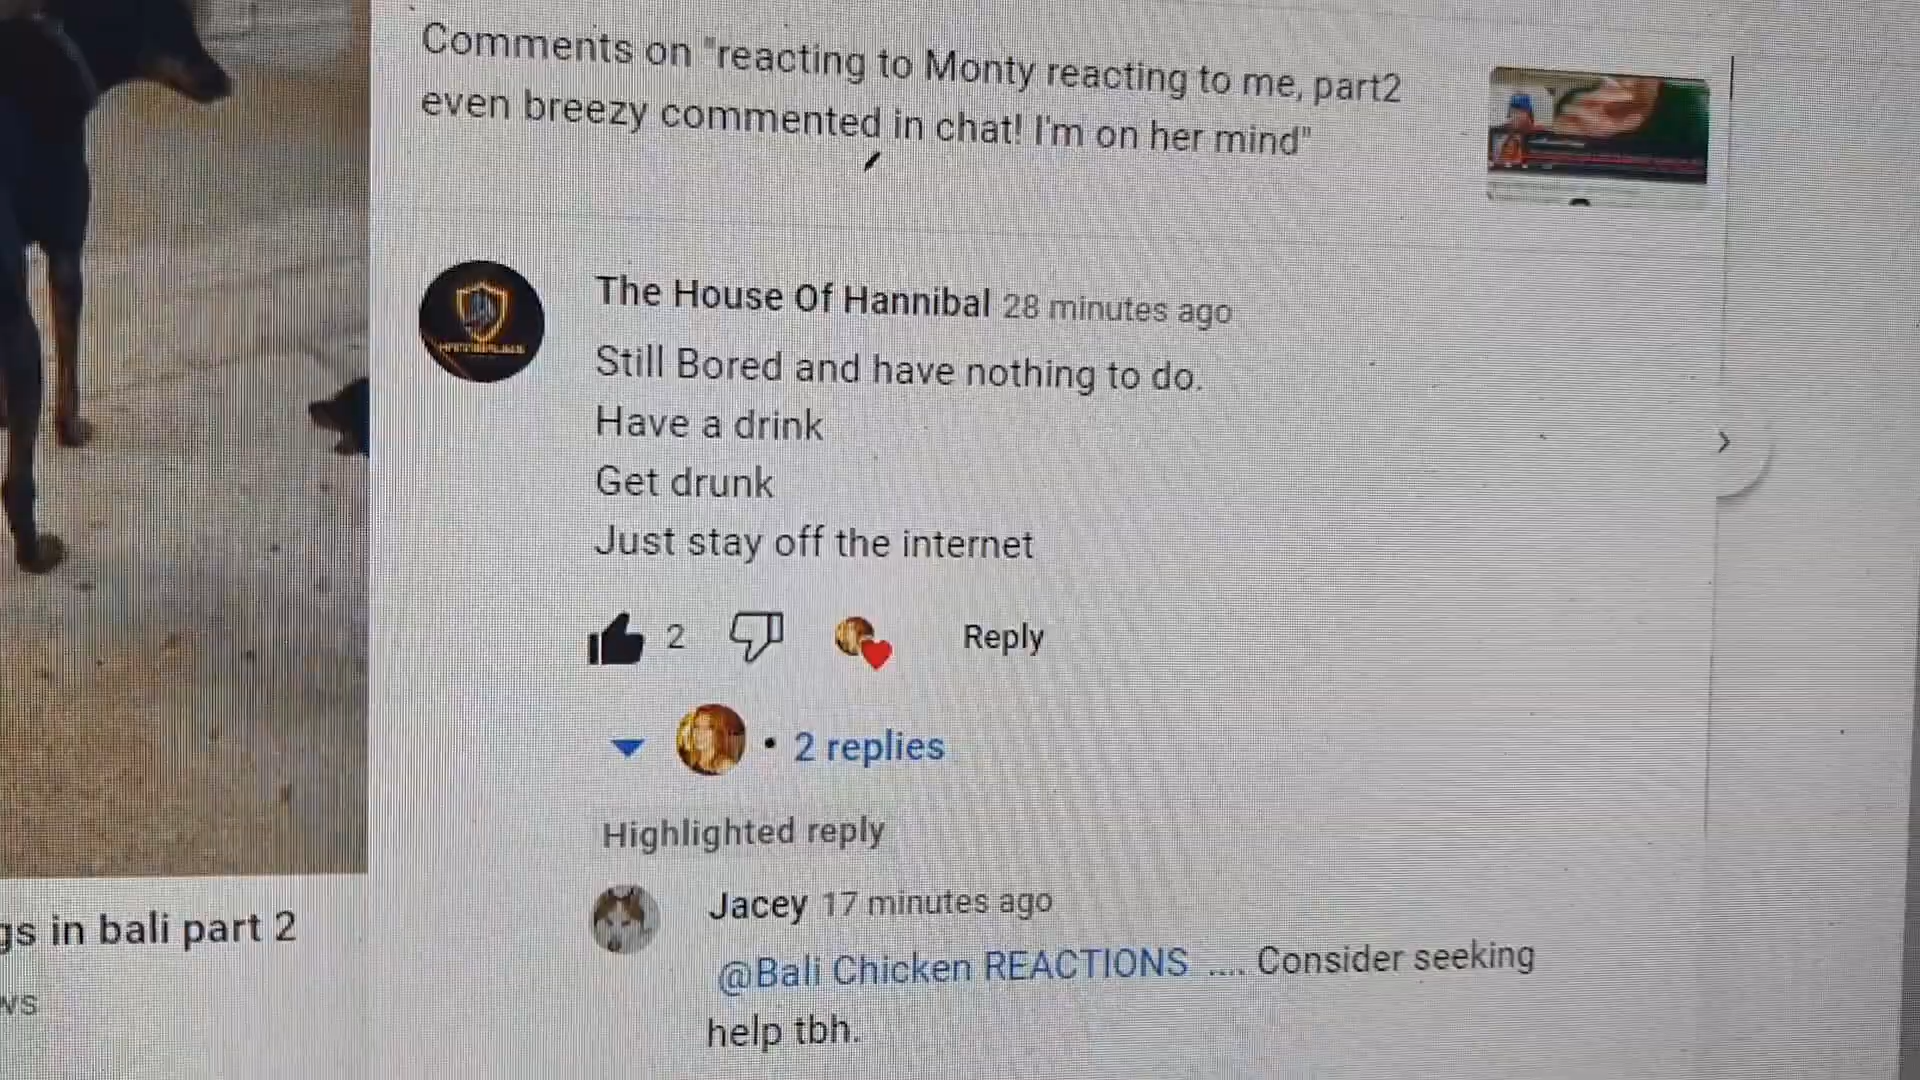 Comments on "reacting to Monty reacting to me, part2
even breezy commented in chat! I'm on her mind"
The House Of Hannibal 28 minutes ago
Still Bored and have nothing to do.
Have a drink
Get drunk
Just stay off the internet
2 Reply
• 2 replies
Highlighted reply
Jacey 17 minutes ago
@Bali Chicken REACTIONS .... Consider seeking
help tbh.
gs in bali part 2
ws